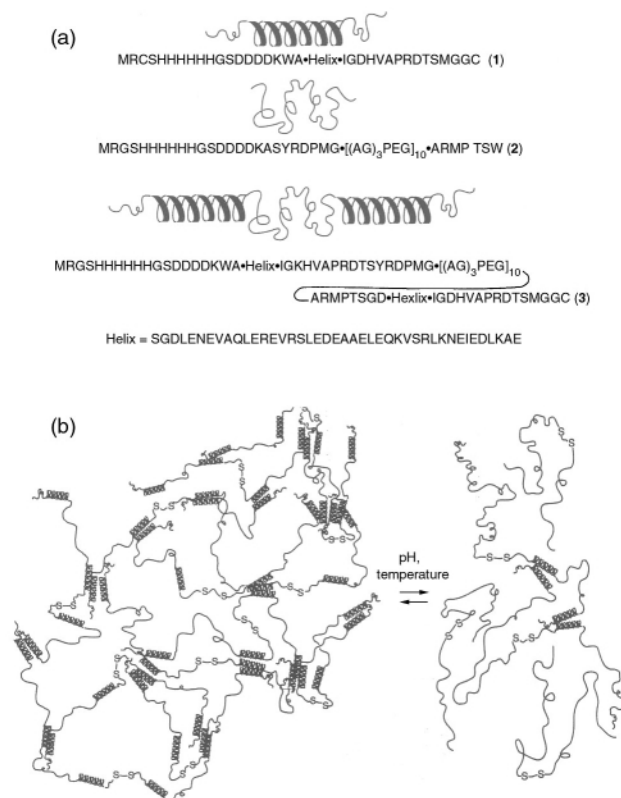 (a)
MRCSHHHHHHGSDDDDKWA•Helix•IGDHVAPRDTSMGGC (1)
MRGSHHHHHHGSDDDDKASYRDPMG•[(AG)3PEG]10•ARMP TSW (2)
MRGSHHHHHHGSDDDDKWA•Helix•IGKHVAPRDTSYRDPMG•[(AG)3PEG]10
ARMPTSGD•Hexlix•IGDHVAPRDTSMGGC (3)
Helix = SGDLENEVAQLEREVRSLEDEAAELEQKVSRLKNEIEDLKAE
(b)
pH,
temperature
S S
S-S
S-S
S-S
S-S
S-S
S-S
S-S
S-S
S-S
S-S
S-S
S-S
S-S